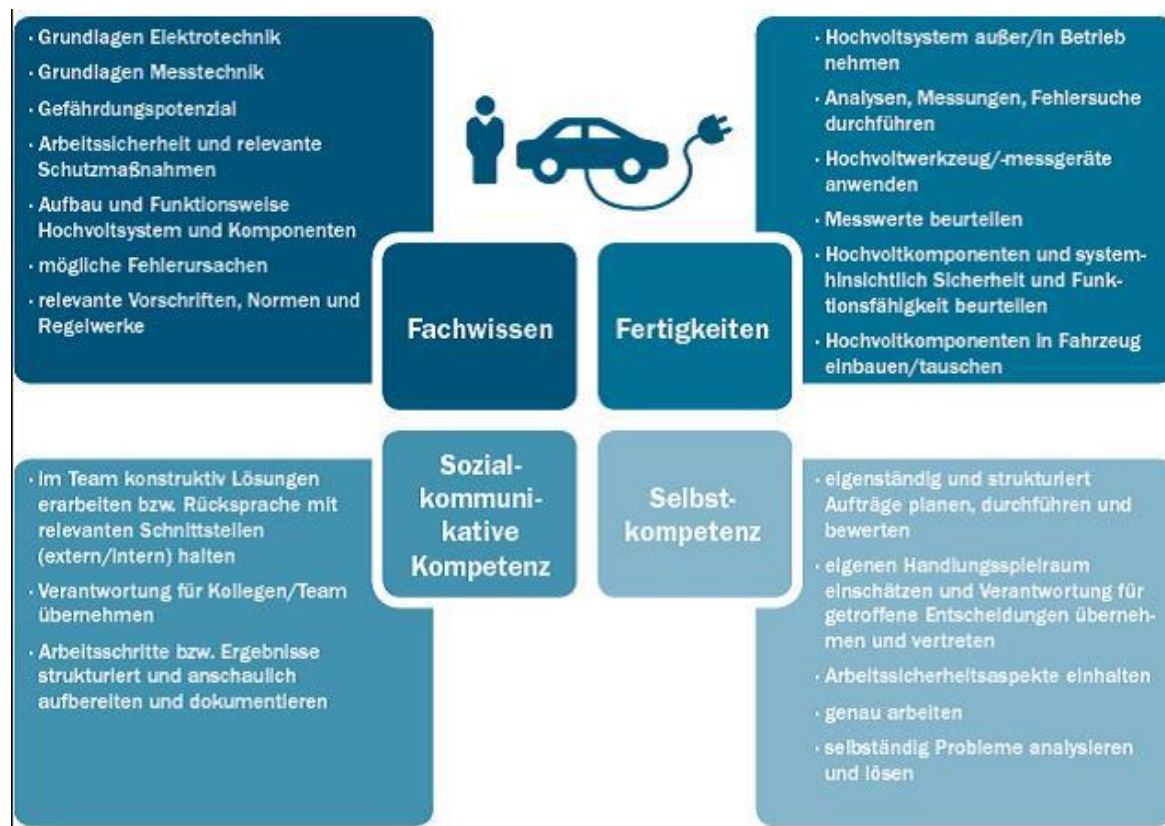 · Grundlagen Elektrotechnik
· Grundlagen Messtechnik
· Gefährdungspotenzial
· Arbeitssicherheit und relevante
Schutzmaßnahmen
· Aufbau und Funktionsweise
Hochvoltsystem und Komponenten
· mögliche Fehlerursachen
· relevante Vorschriften, Normen und
Regelwerke
Fachwissen
· Hochvoltsystem außer/in Betrieb
nehmen
· Analysen, Messungen, Fehlersuche
durchführen
· Hochvoltwerkzeug/-messgeräte
anwenden
· Messwerte beurteilen
· Hochvoltkomponenten und system-
hinsichtlich Sicherheit und Funk-
tionsfähigkeit beurteilen
· Hochvoltkomponenten in Fahrzeug
einbauen/tauschen
Fertigkeiten
· Im Team konstruktiv Lösungen
erarbeiten bzw. Rücksprache mit
relevanten Schnittstellen
(extern/intern) halten
· Verantwortung für Kollegen/Team
übernehmen
· Arbeitsschritte bzw. Ergebnisse
strukturiert und anschaulich
aufbereiten und dokumentieren
Sozial-
kommuni-
kative
Kompetenz
Selbst-
kompetenz
· eigenständig und strukturiert
Aufträge planen, durchführen und
bewerten
· eigenen Handlungsspielraum
einschätzen und Verantwortung für
getroffene Entscheidungen überneh-
men und vertreten
· Arbeitssicherheitsaspekte einhalten
· genau arbeiten
· selbständig Probleme analysieren
und lösen